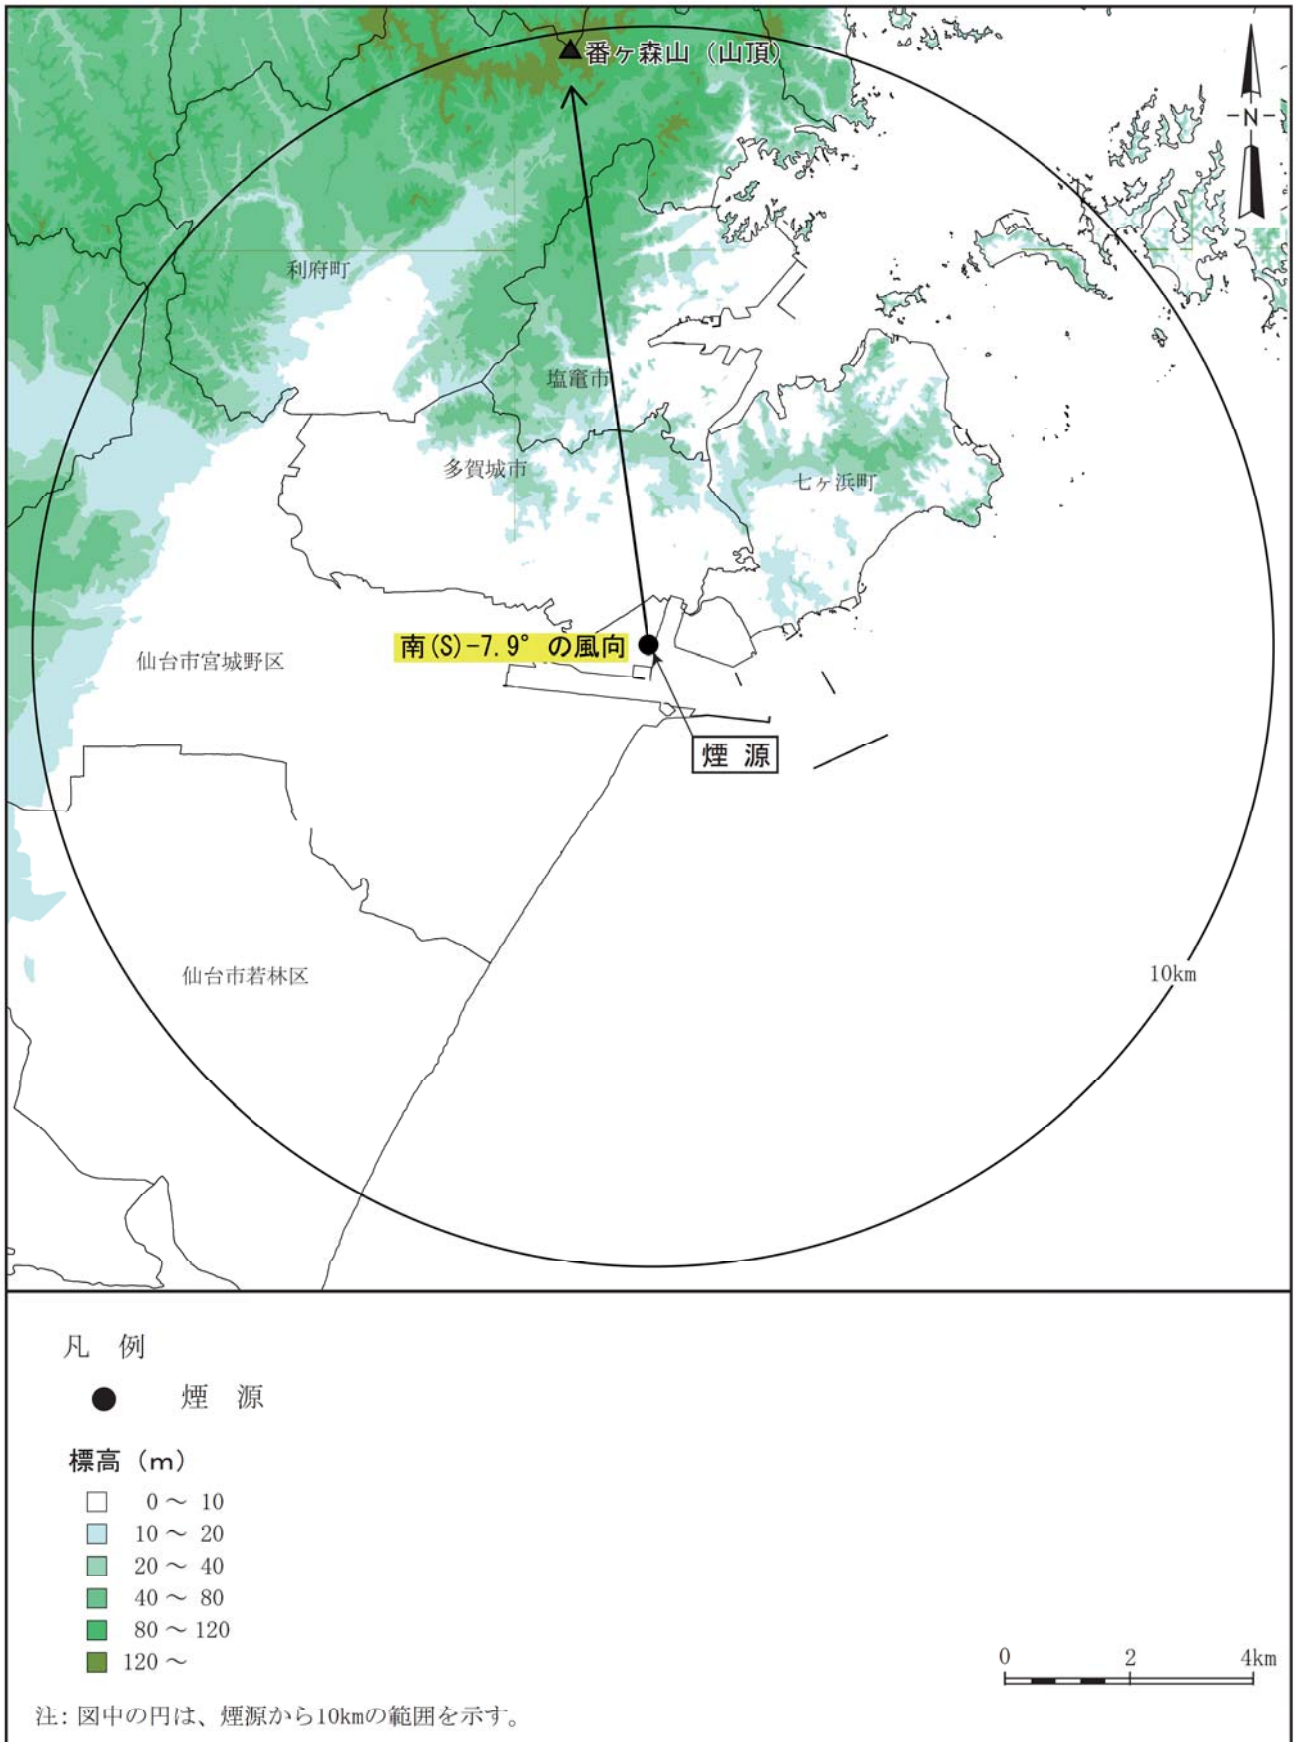 番ヶ森山（山頂）
N
利府町
塩竈市
多賀城市
七ヶ浜町
南(S)-7.9°の風向
仙台市宮城野区
煙 源
仙台市若林区
10km
凡 例
煙 源
標高（m）
0～ 10
10～ 20
20～ 40
40～ 80
80～120
120～
0 2 4km
注: 図中の円は、煙源から10kmの範囲を示す。